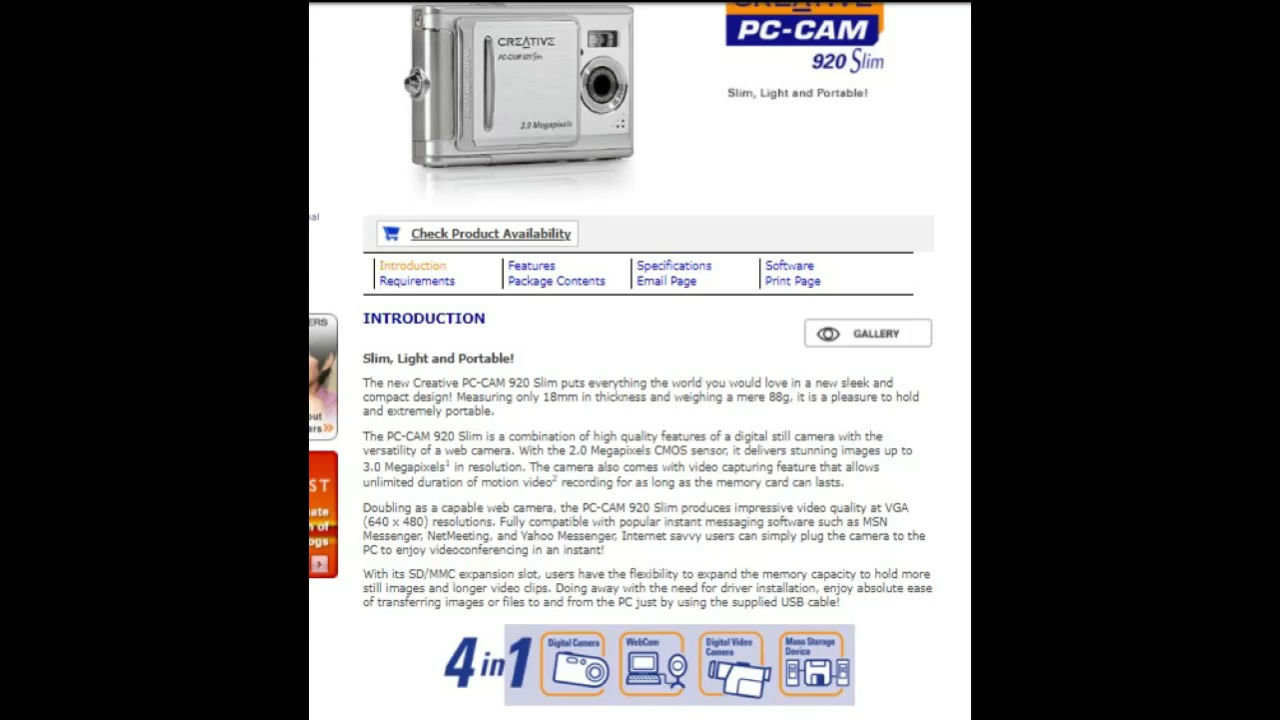 CREATIVE
PC-CAM
920 Slim
CREATIVE
PC-CAM 920 Slim
2.0 Megapixels
Slim, Light and Portable!
Check Product Availability
Introduction
Features
Specifications
Software
Requirements
Package Contents
Email Page
Print Page
INTRODUCTION
GALLERY
Slim, Light and Portable!
The new Creative PC-CAM 920 Slim puts everything the world you would love in a new sleek and
compact design! Measuring only 18mm in thickness and weighing a mere 88g, it is a pleasure to hold
and extremely portable.
The PC-CAM 920 Slim is a combination of high quality features of a digital still camera with the
versatility of a web camera. With the 2.0 Megapixels CMOS sensor, it delivers stunning images up to
3.0 Megapixels¹ in resolution. The camera also comes with video capturing feature that allows
unlimited duration of motion video² recording for as long as the memory card can lasts.
Doubling as a capable web camera, the PC-CAM 920 Slim produces impressive video quality at VGA
(640 x 480) resolutions. Fully compatible with popular instant messaging software such as MSN
Messenger, NetMeeting, and Yahoo Messenger, Internet savvy users can simply plug the camera to the
PC to enjoy videoconferencing in an instant!
With its SD/MMC expansion slot, users have the flexibility to expand the memory capacity to hold more
still images and longer video clips. Doing away with the need for driver installation, enjoy absolute ease
of transferring images or files to and from the PC just by using the supplied USB cable!
4in1
Digital Camera
WebCam
Digital Video
Camera
Mass Storage
Device